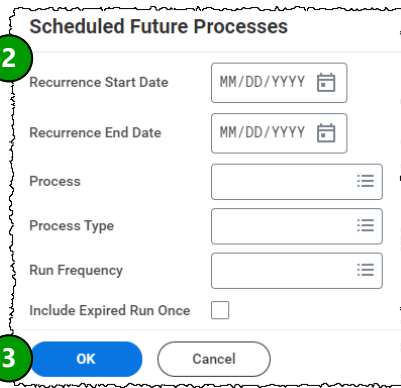 Scheduled Future Processes
2
Recurrence Start Date MM/DD/YYYY
Recurrence End Date MM/DD/YYYY
Process
Process Type
Run Frequency
Include Expired Run Once
3 OK Cancel